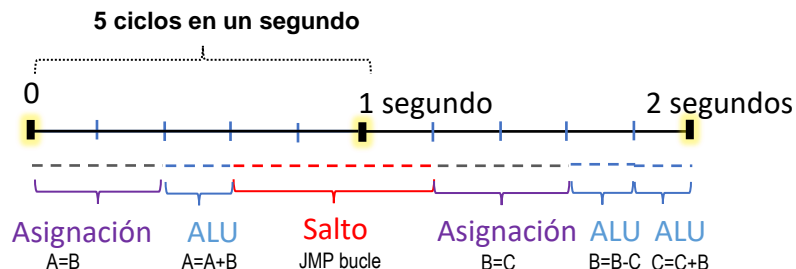 5 ciclos en un segundo
0
1 segundo
2 segundos
Asignación ALU Salto Asignación ALU ALU
A=B A=A+B JMP bucle B=C B=B-C C=C+B